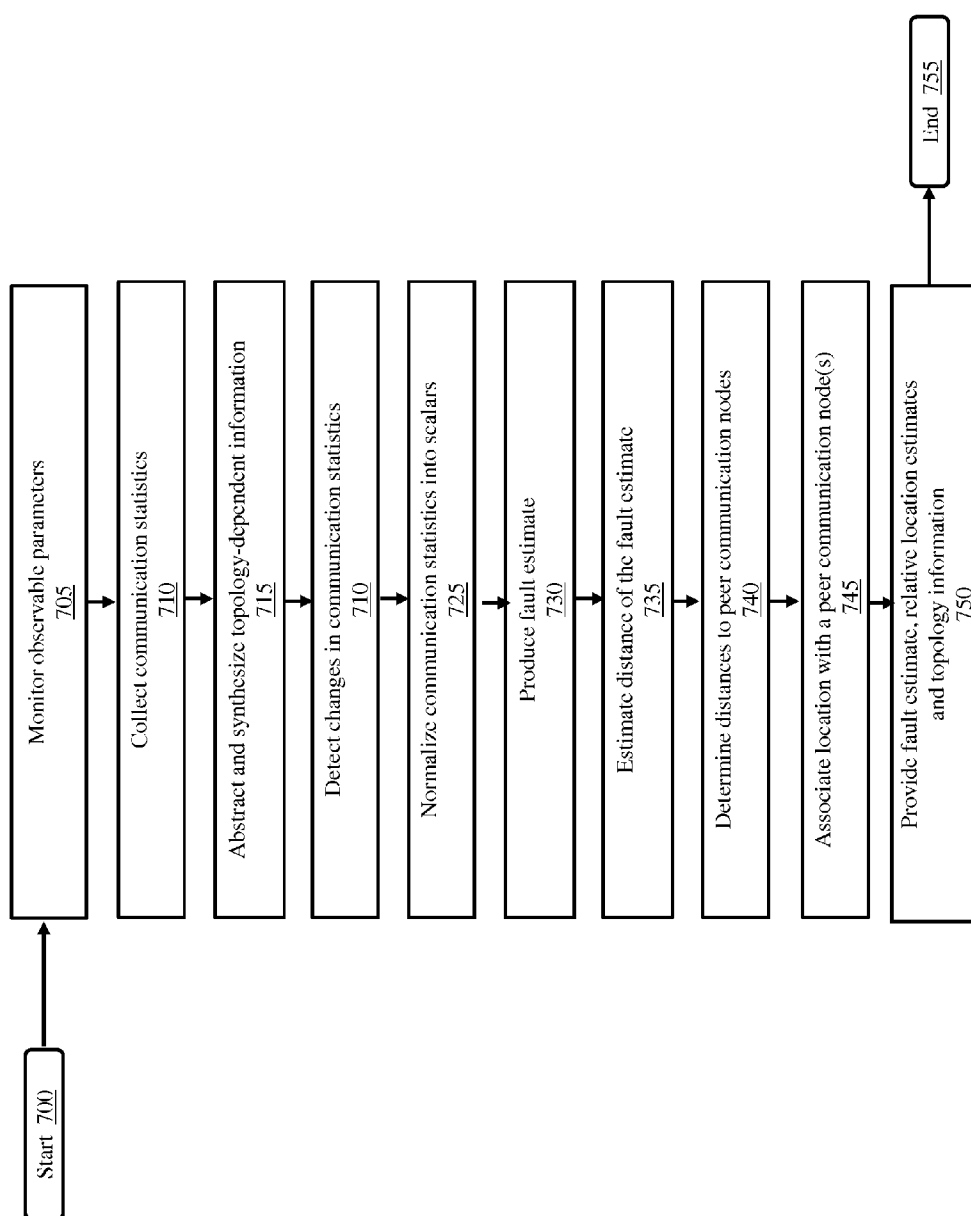 Start 700
Monitor observable parameters
705
Collect communication statistics
710
Abstract and synthesize topology-dependent information
715
Detect changes in communication statistics
710
Normalize communication statistics into scalars
725
Produce fault estimate
730
Estimate distance of the fault estimate
735
Determine distances to peer communication nodes
740
Associate location with a peer communication node(s)
745
Provide fault estimate, relative location estimates
and topology information
750
End 755